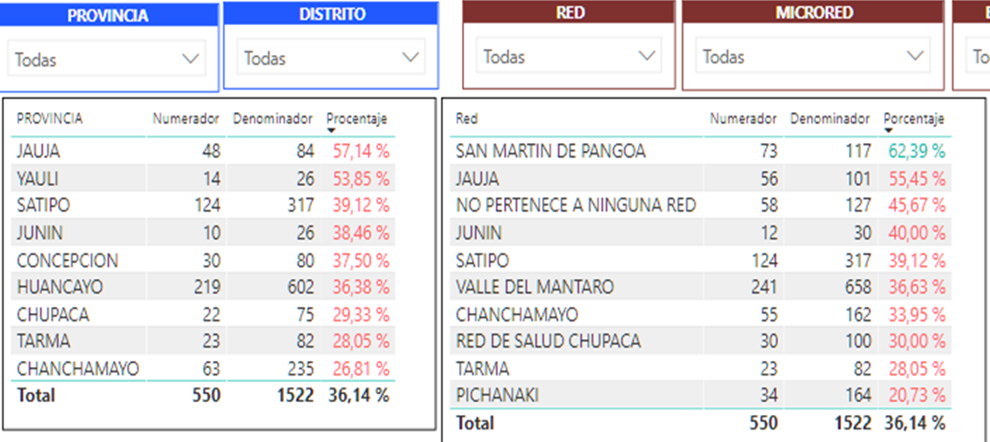 PROVINCIA
Todas
DISTRITO
Todas
RED
Todas
MICRORED
Todas
To
PROVINCIA Numerador Denominador Procentaje
JAUJA 48 84 57,14 %
YAULI 14 26 53,85 %
SATIPO 124 317 39,12 %
JUNIN 10 26 38,46 %
CONCEPCION 30 80 37,50 %
HUANCAYO 219 602 36,38 %
CHUPACA 22 75 29,33 %
TARMA 23 82 28,05 %
CHANCHAMAYO 63 235 26,81 %
Total 550 1522 36,14 %
Red Numerador Denominador Porcentaje
SAN MARTIN DE PANGOA 73 117 62,39 %
JAUJA 56 101 55,45 %
NO PERTENECE A NINGUNA RED 58 127 45,67 %
JUNIN 12 30 40,00 %
SATIPO 124 317 39,12 %
VALLE DEL MANTARO 241 658 36,63 %
CHANCHAMAYO 55 162 33,95 %
RED DE SALUD CHUPACA 30 100 30,00 %
TARMA 23 82 28,05 %
PICHANAKI 34 164 20,73 %
Total 550 1522 36,14 %